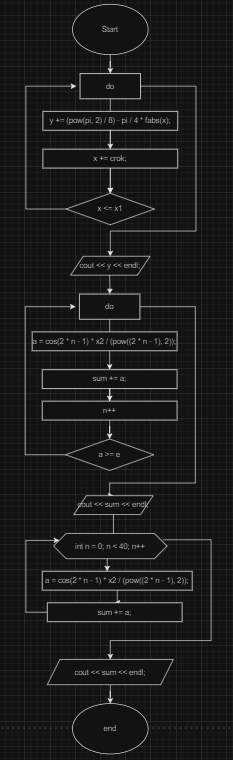 Start
do
y += (pow(pi, 2) / 8) - pi / 4 * fabs(x);
x += crok;
x <= x1
cout << y << endl;
do
a = cos(2 * n - 1) * x2 / (pow((2 * n - 1), 2));
sum += a;
n++
a >= e
cout << sum << endl;
int n = 0; n < 40; n++
a = cos(2 * n - 1) * x2 / (pow((2 * n - 1), 2));
sum += a;
cout << sum << endl;
end